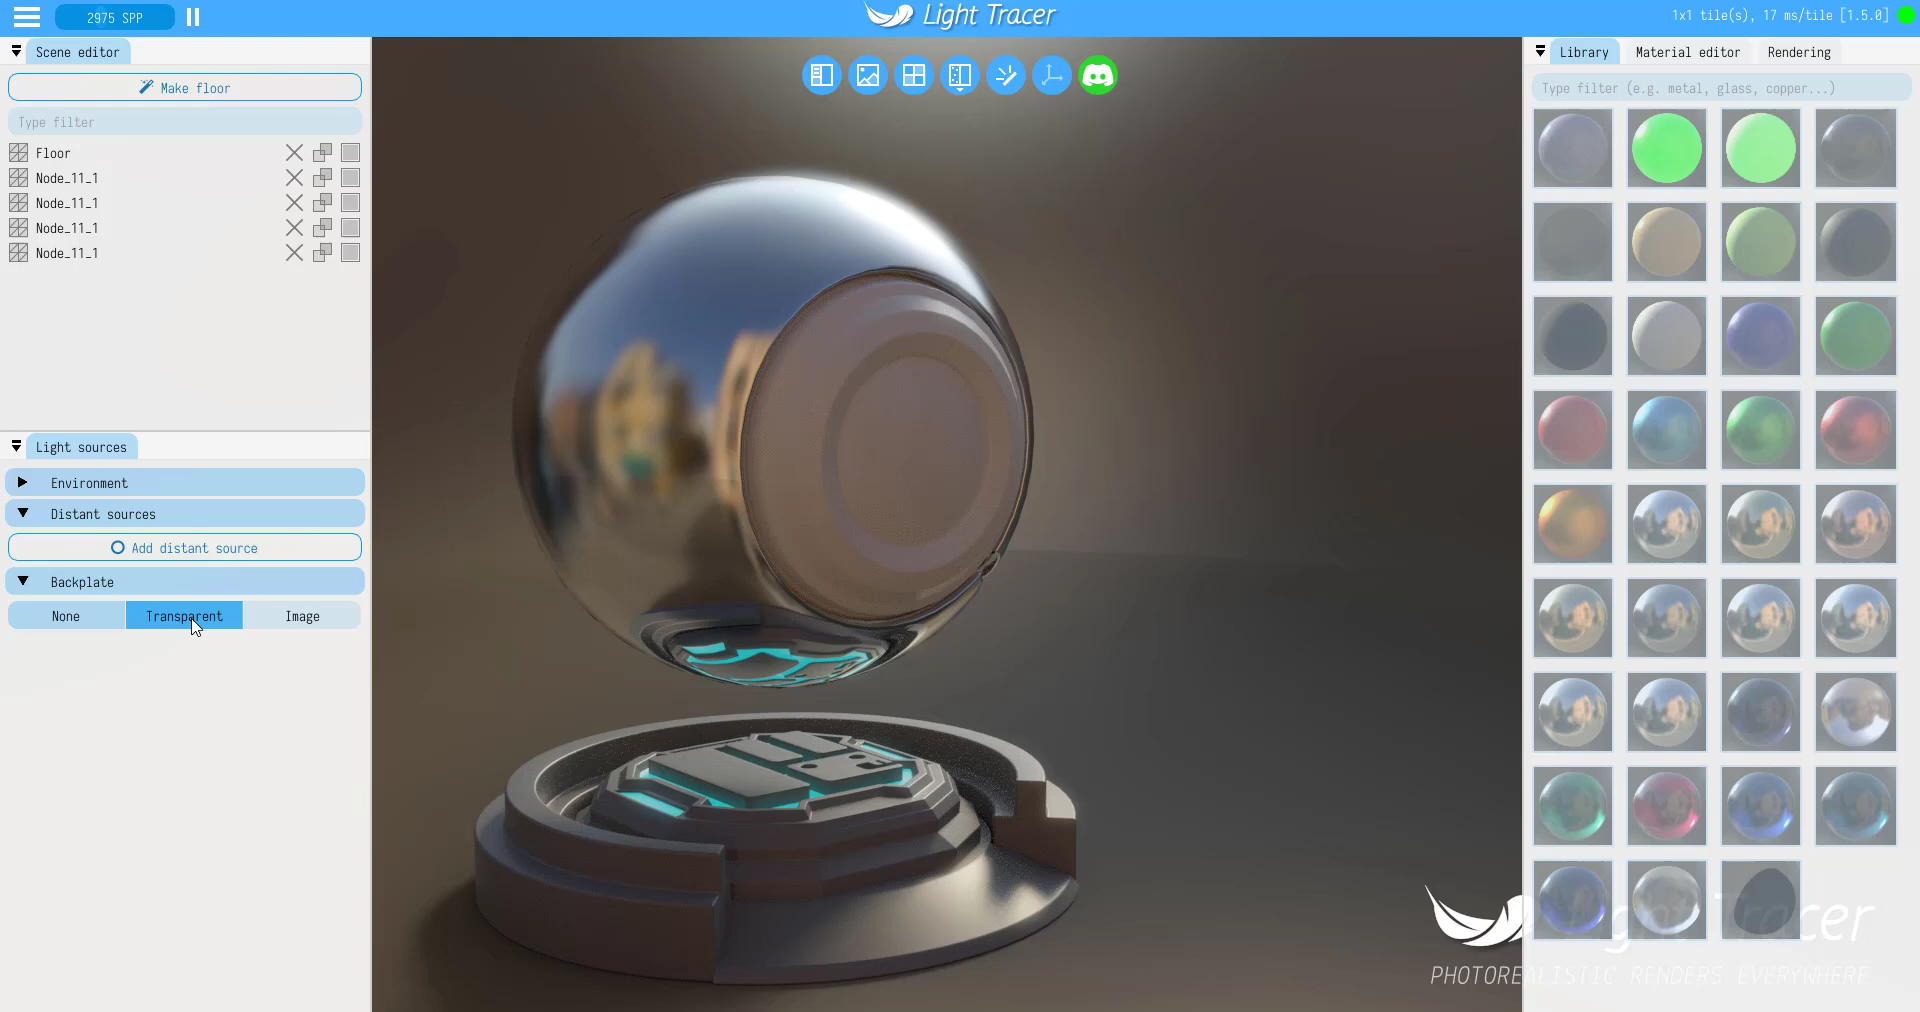 2975 SPP
Light Tracer
1x1 tile(s), 17 ms/tile [1.5.0]
Scene editor
Make floor
Type filter
Floor
Node_11_1
Node_11_1
Node_11_1
Node_11_1
Light sources
Environment
Distant sources
Add distant source
Backplate
None
Transparent
Image
Library
Material editor
Rendering
Type filter (e.g. metal, glass, copper...)
Light Tracer
PHOTOREALISTIC RENDERS EVERYWHERE